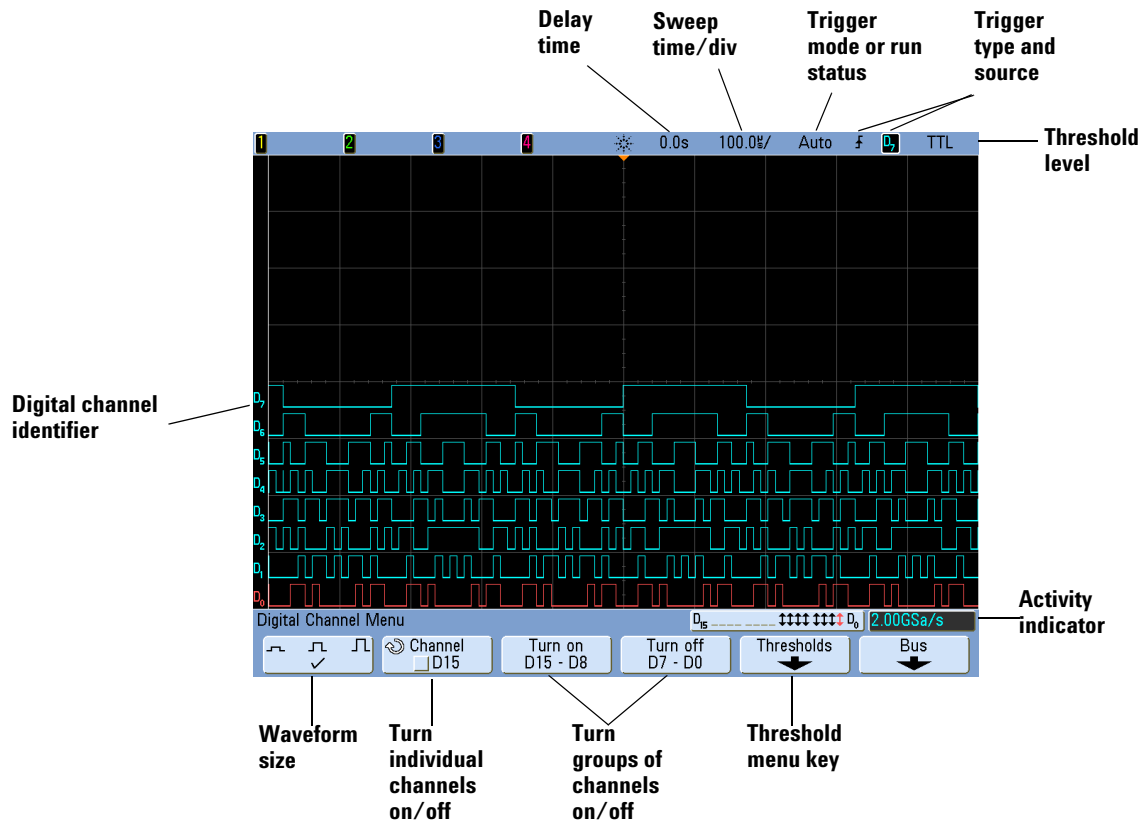 Delay
time
Sweep
time/div
Trigger
mode or run
status
Trigger
type and
source
1 2 3 4 0.0s 100.0µs/ Auto D7 TTL
Threshold
level
Digital channel
identifier
D7
D6
D5
D4
D3
D2
D1
D0
Digital Channel Menu
D15 D0 2.00GSa/s
Activity
indicator
Channel
D15
Turn on
D15 - D8
Turn off
D7 - D0
Thresholds
Bus
Waveform
size
Turn
individual
channels
on/off
Turn
groups of
channels
on/off
Threshold
menu key